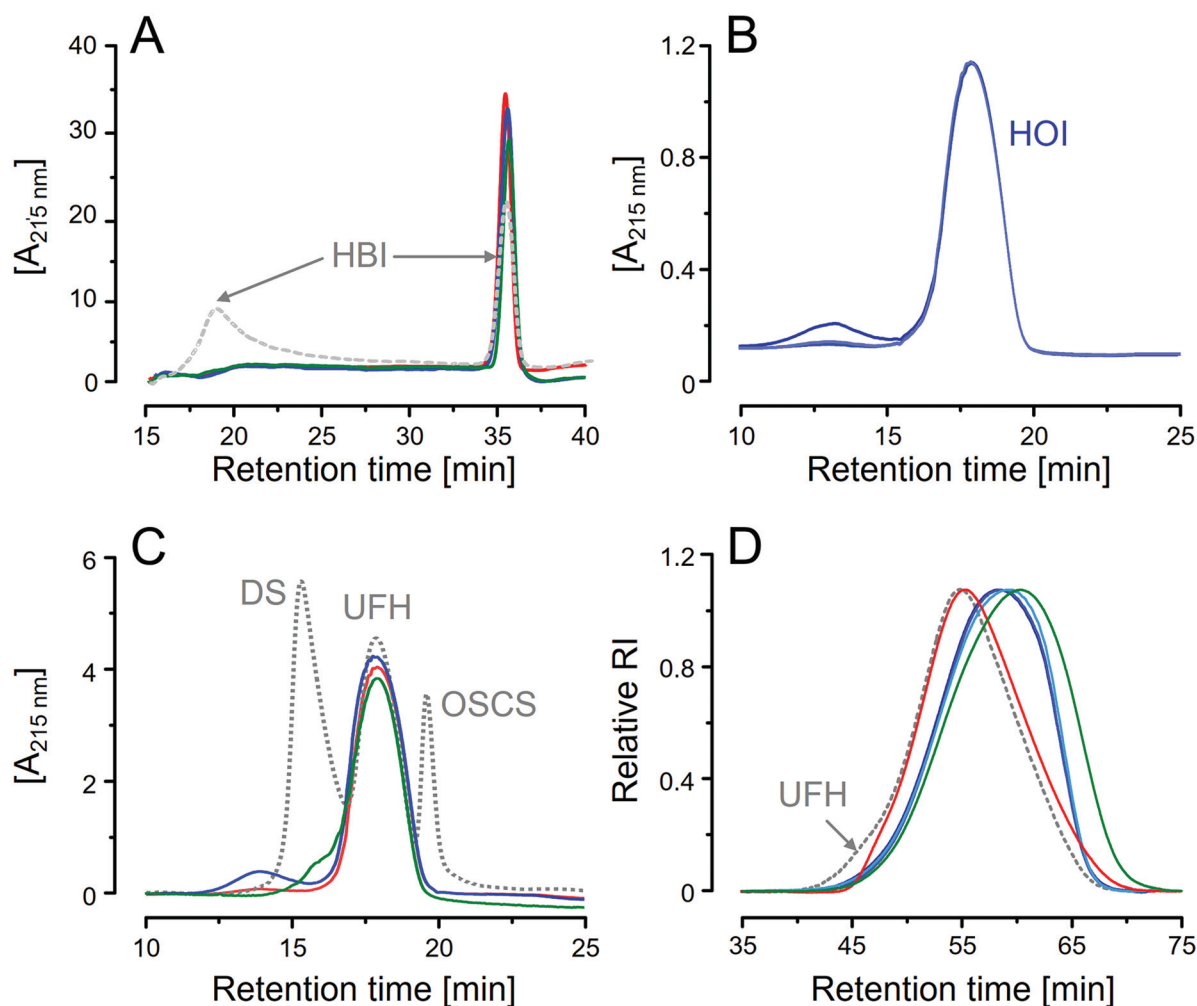 A
40
30
20
10
0
[A21'5 nm]
HBI
15 20 25 30 35 40
Retention time [min]
B
1.2
0.8
0.4
0
[A215 nm]
HOI
10 15 20 25
Retention time [min]
C
6
4
2
0
[A215 nm]
DS
UFH
OSCS
10 15 20 25
Retention time [min]
D
1.2
0.8
0.4
0
Relative RI
UFH
35 45 55 65 75
Retention time [min]